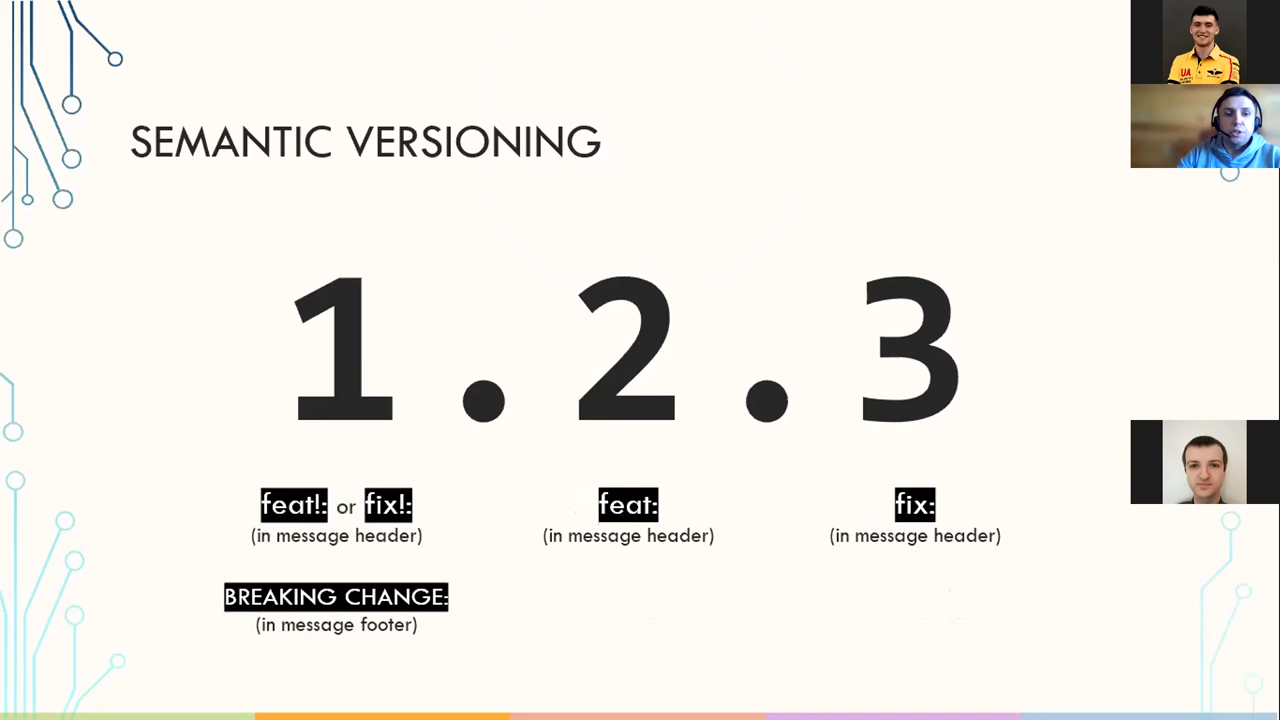 SEMANTIC VERSIONING
1.2.3
feat!: or fix!:
(in message header)
feat:
(in message header)
fix:
(in message header)
BREAKING CHANGE:
(in message footer)
UA